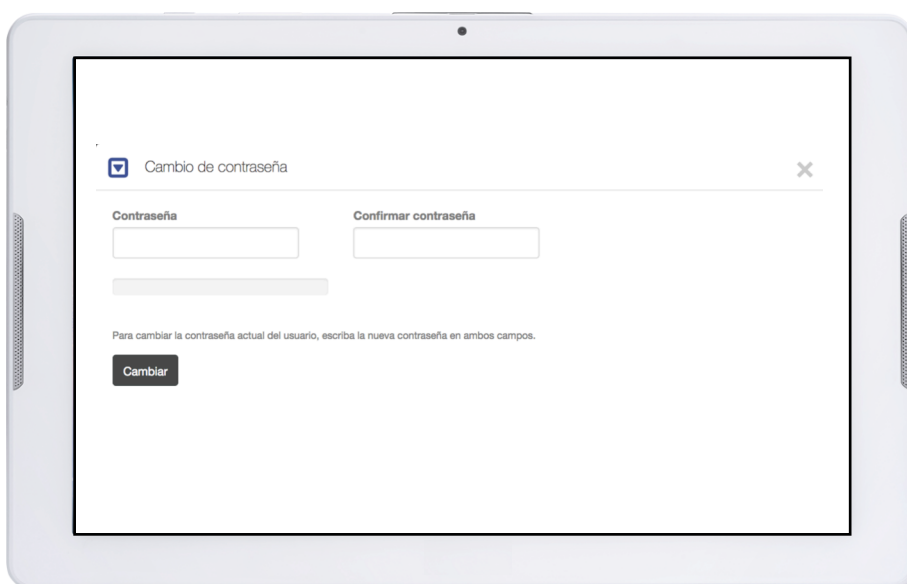 Cambio de contraseña
Contraseña
Confirmar contraseña
Para cambiar la contraseña actual del usuario, escriba la nueva contraseña en ambos campos.
Cambiar